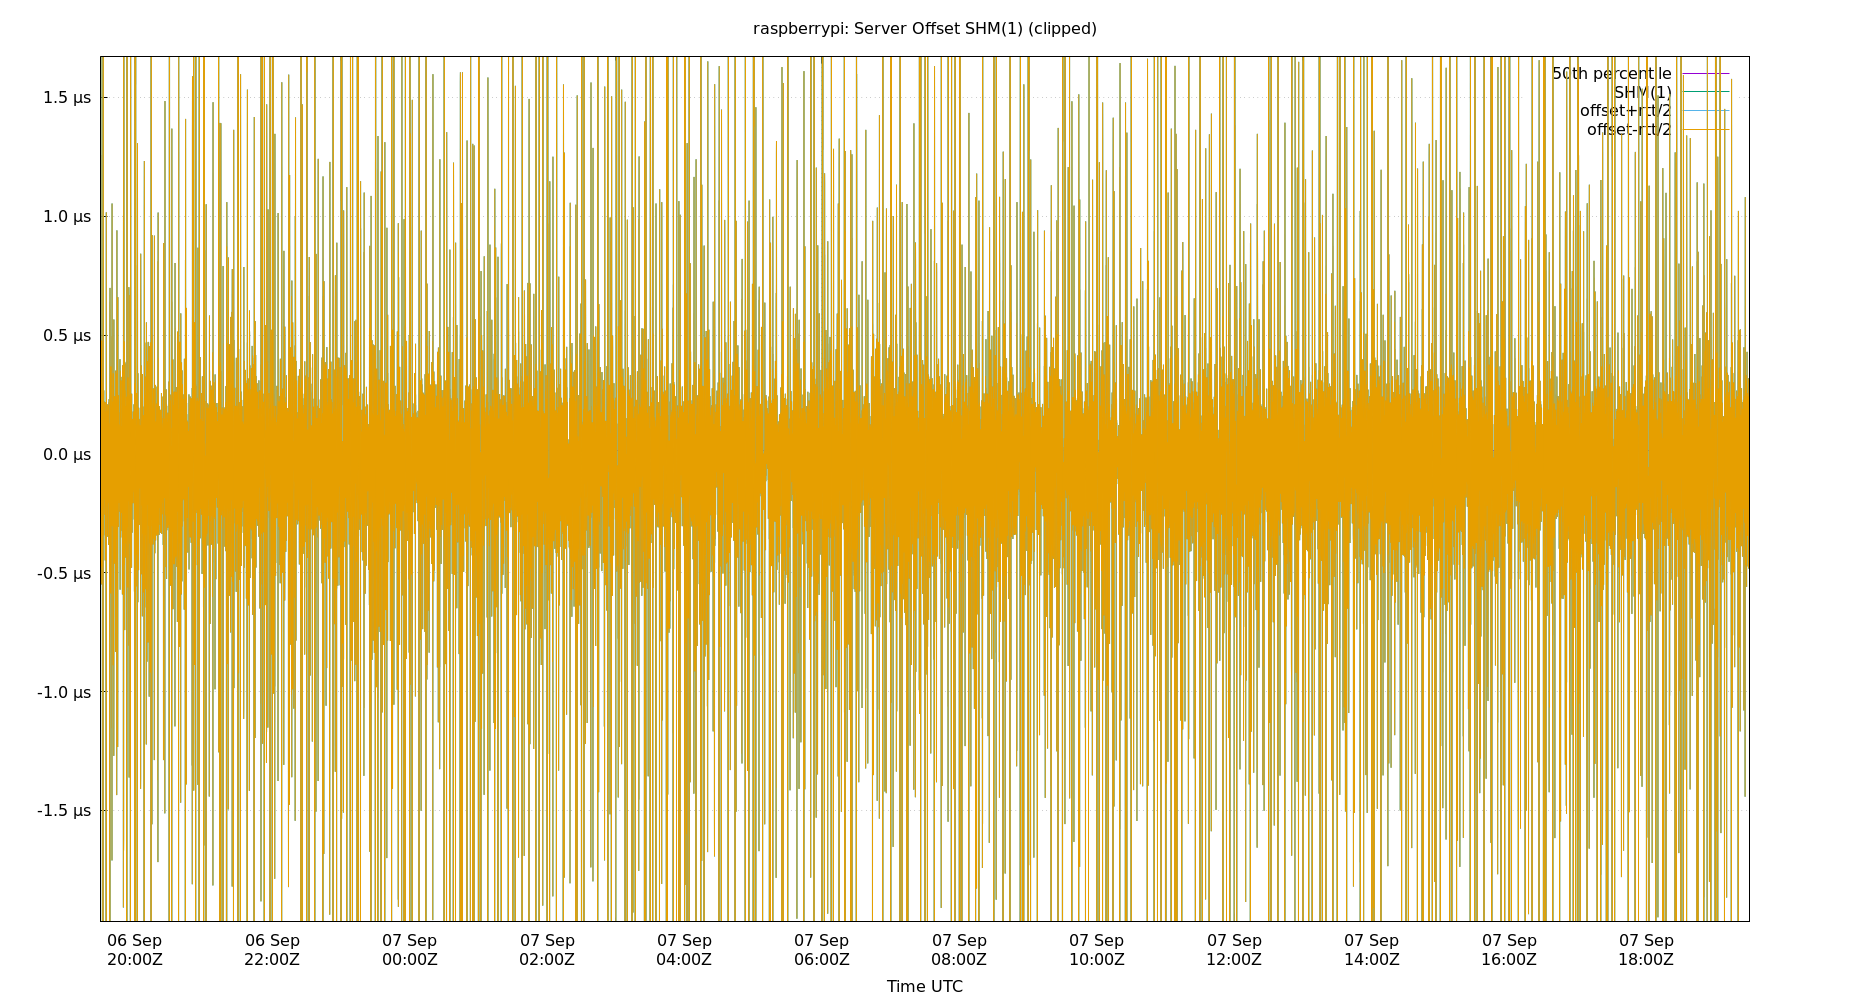 raspberrypi: Server Offset SHM(1) (clipped)
50th percentile
SHM(1)
offset+rtt/2
offset-rtt/2
1.5 µs
1.0 µs
0.5 µs
0.0 µs
-0.5 µs
-1.0 µs
-1.5 µs
06 Sep 06 Sep 07 Sep 07 Sep 07 Sep 07 Sep 07 Sep 07 Sep 07 Sep 07 Sep 07 Sep 07 Sep
20:00Z 22:00Z 00:00Z 02:00Z 04:00Z 06:00Z 08:00Z 10:00Z 12:00Z 14:00Z 16:00Z 18:00Z
Time UTC